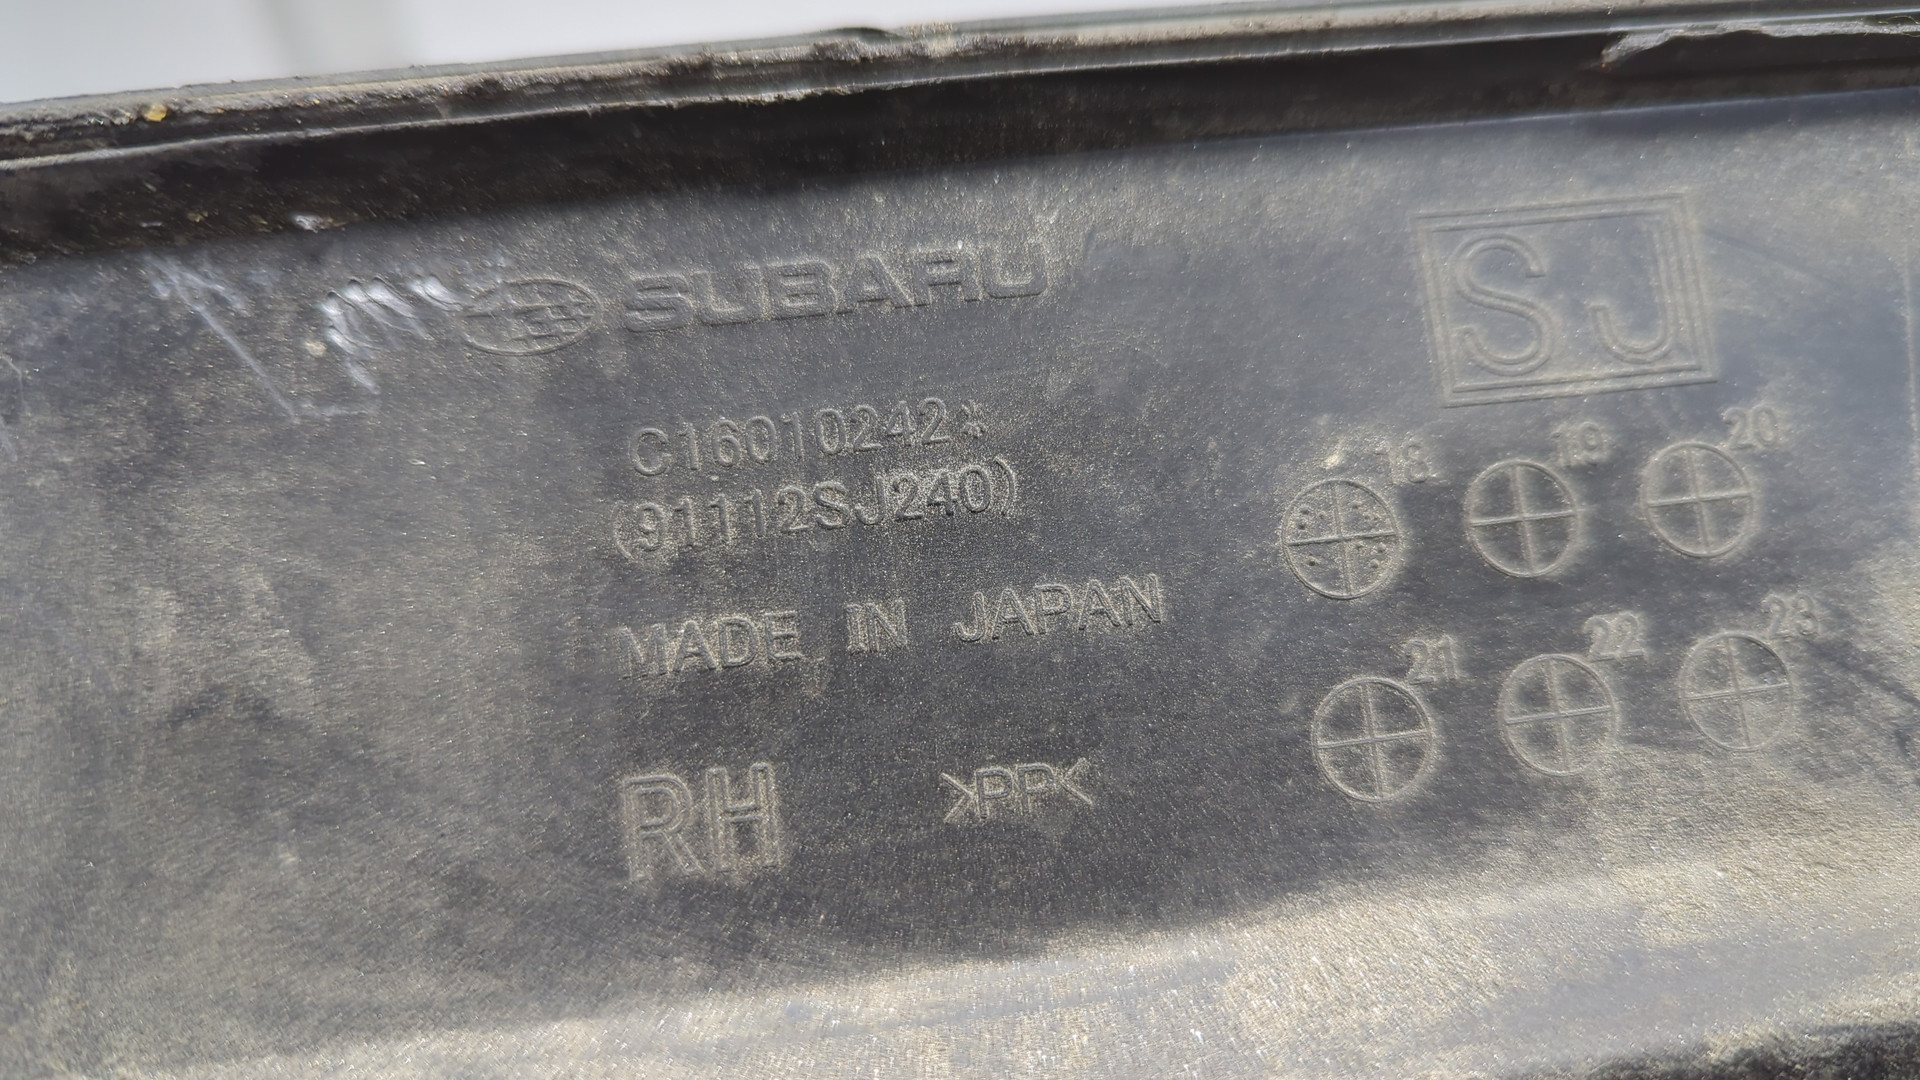 SUBARU
SJ
C16010242*
(91112SJ240)
MADE IN JAPAN
RH >PP<
18 19 20
21 22 23